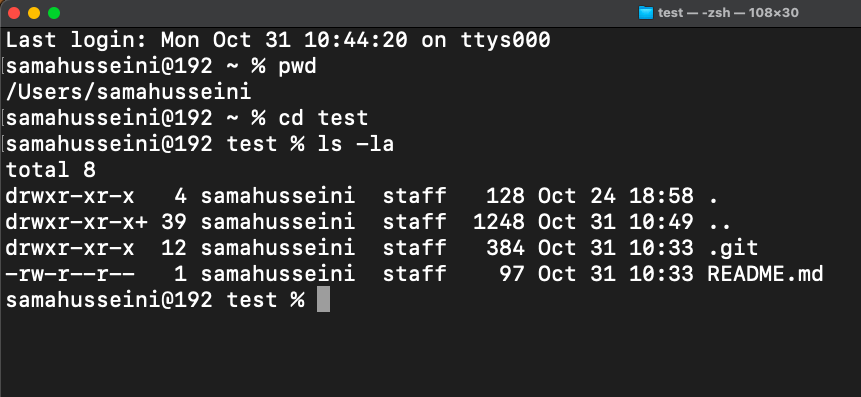 test — -zsh — 108×30
Last login: Mon Oct 31 10:44:20 on ttys000
[samahusseini@192 ~ % pwd
/Users/samahusseini
[samahusseini@192 ~ % cd test
[samahusseini@192 test % ls -la
total 8
drwxr-xr-x   4 samahusseini  staff   128 Oct 24 18:58 .
drwxr-xr-x+ 39 samahusseini  staff  1248 Oct 31 10:49 ..
drwxr-xr-x  12 samahusseini  staff   384 Oct 31 10:33 .git
-rw-r--r--   1 samahusseini  staff    97 Oct 31 10:33 README.md
samahusseini@192 test %